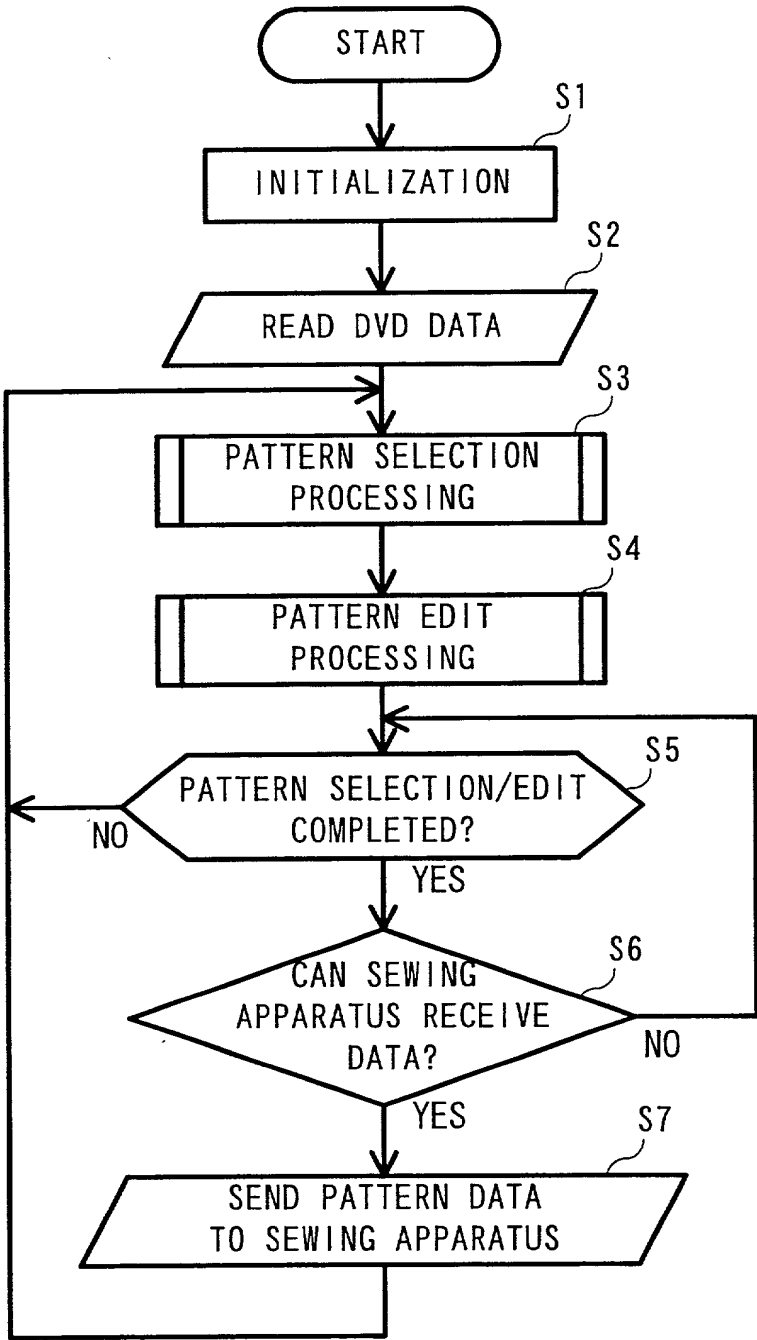 START
S1
INITIALIZATION
S2
READ DVD DATA
S3
PATTERN SELECTION
PROCESSING
S4
PATTERN EDIT
PROCESSING
S5
PATTERN SELECTION/EDIT
COMPLETED?
NO
YES
S6
CAN SEWING
APPARATUS RECEIVE
DATA?
NO
YES
S7
SEND PATTERN DATA
TO SEWING APPARATUS